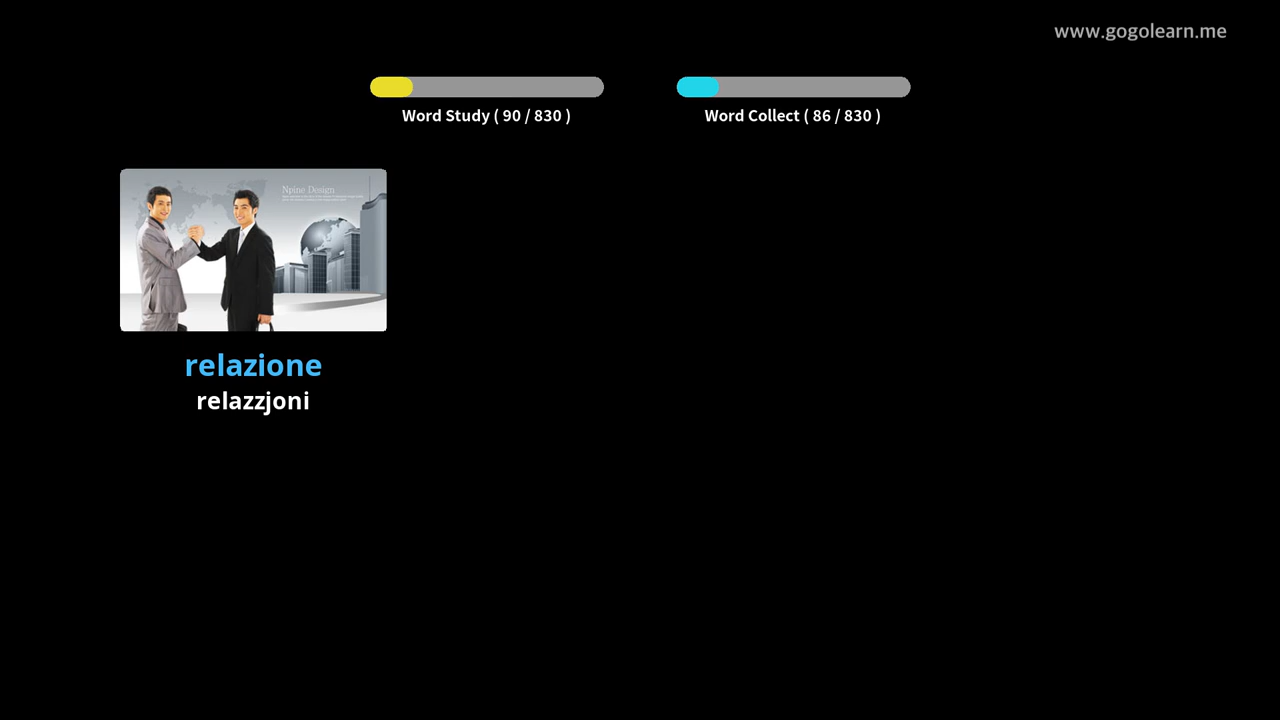 www.gogolearn.me
Word Study ( 90 / 830 )
Word Collect ( 86 / 830 )
Npine Design
relazione
relazzjoni